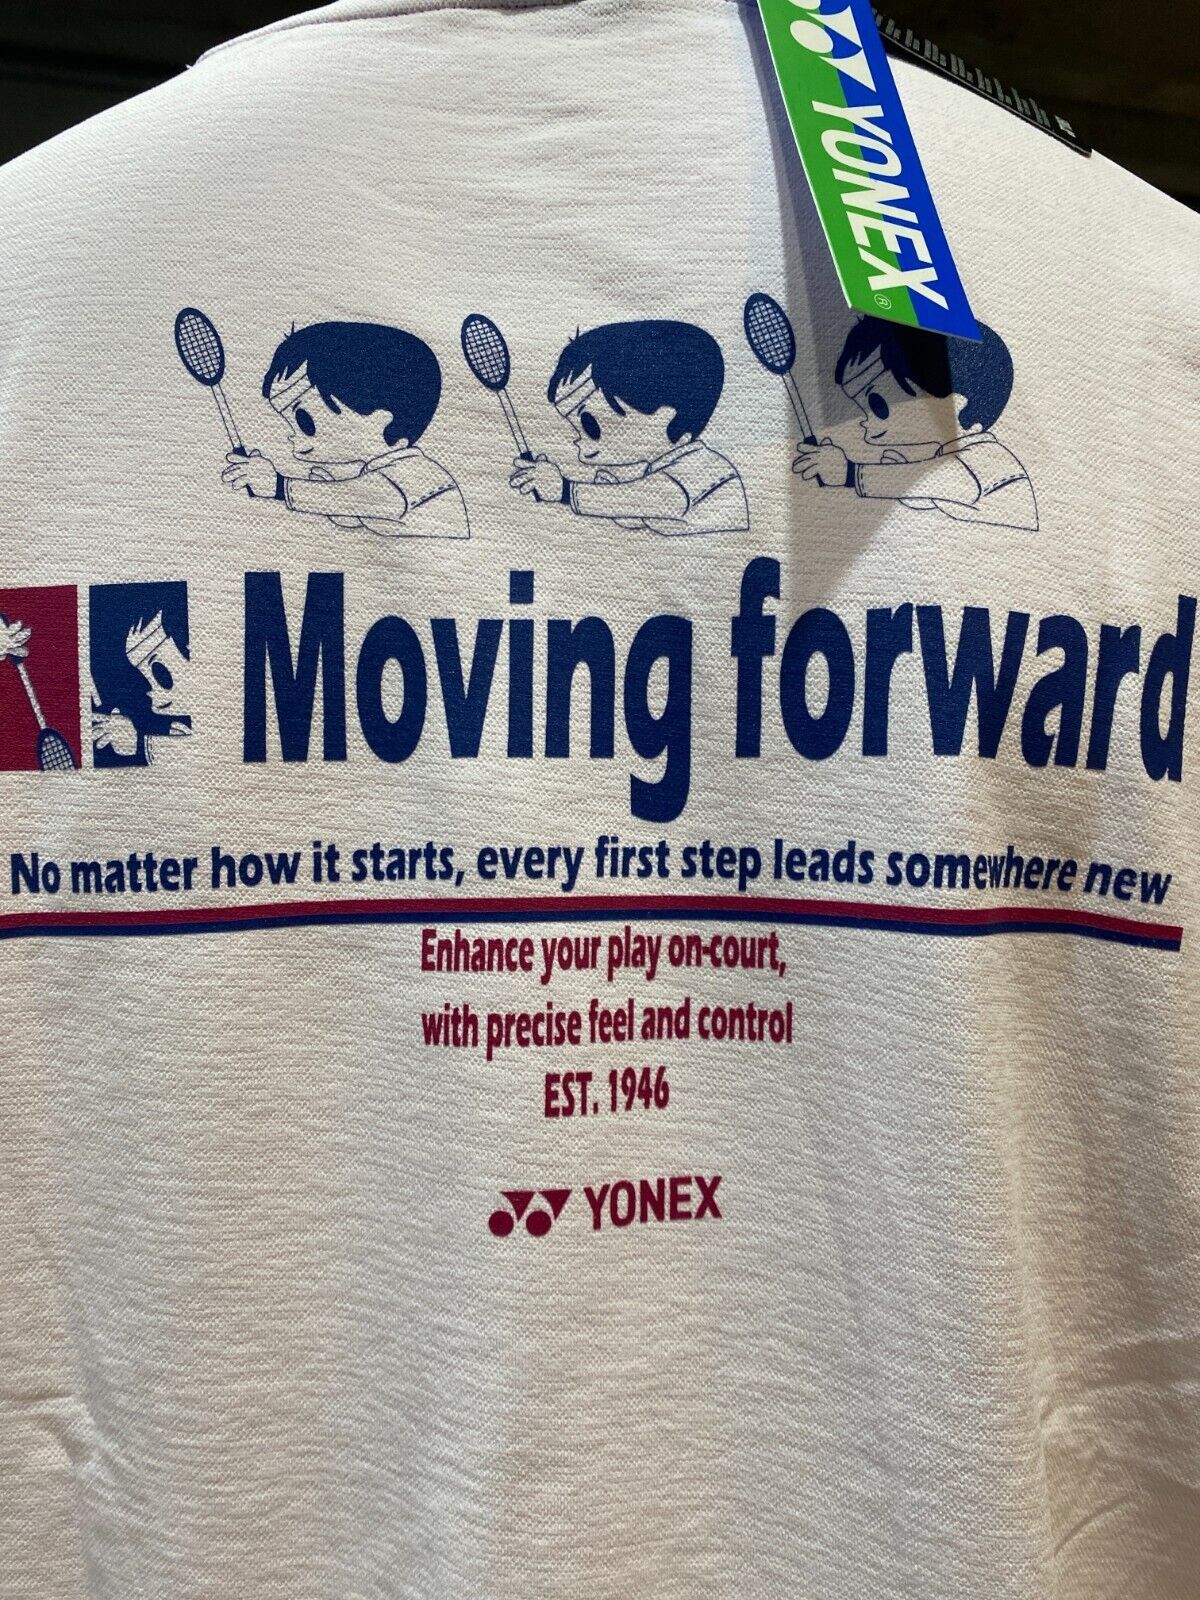 YONEX®
Moving forward
No matter how it starts, every first step leads somewhere new
Enhance your play on-court,
with precise feel and control
EST. 1946
YONEX